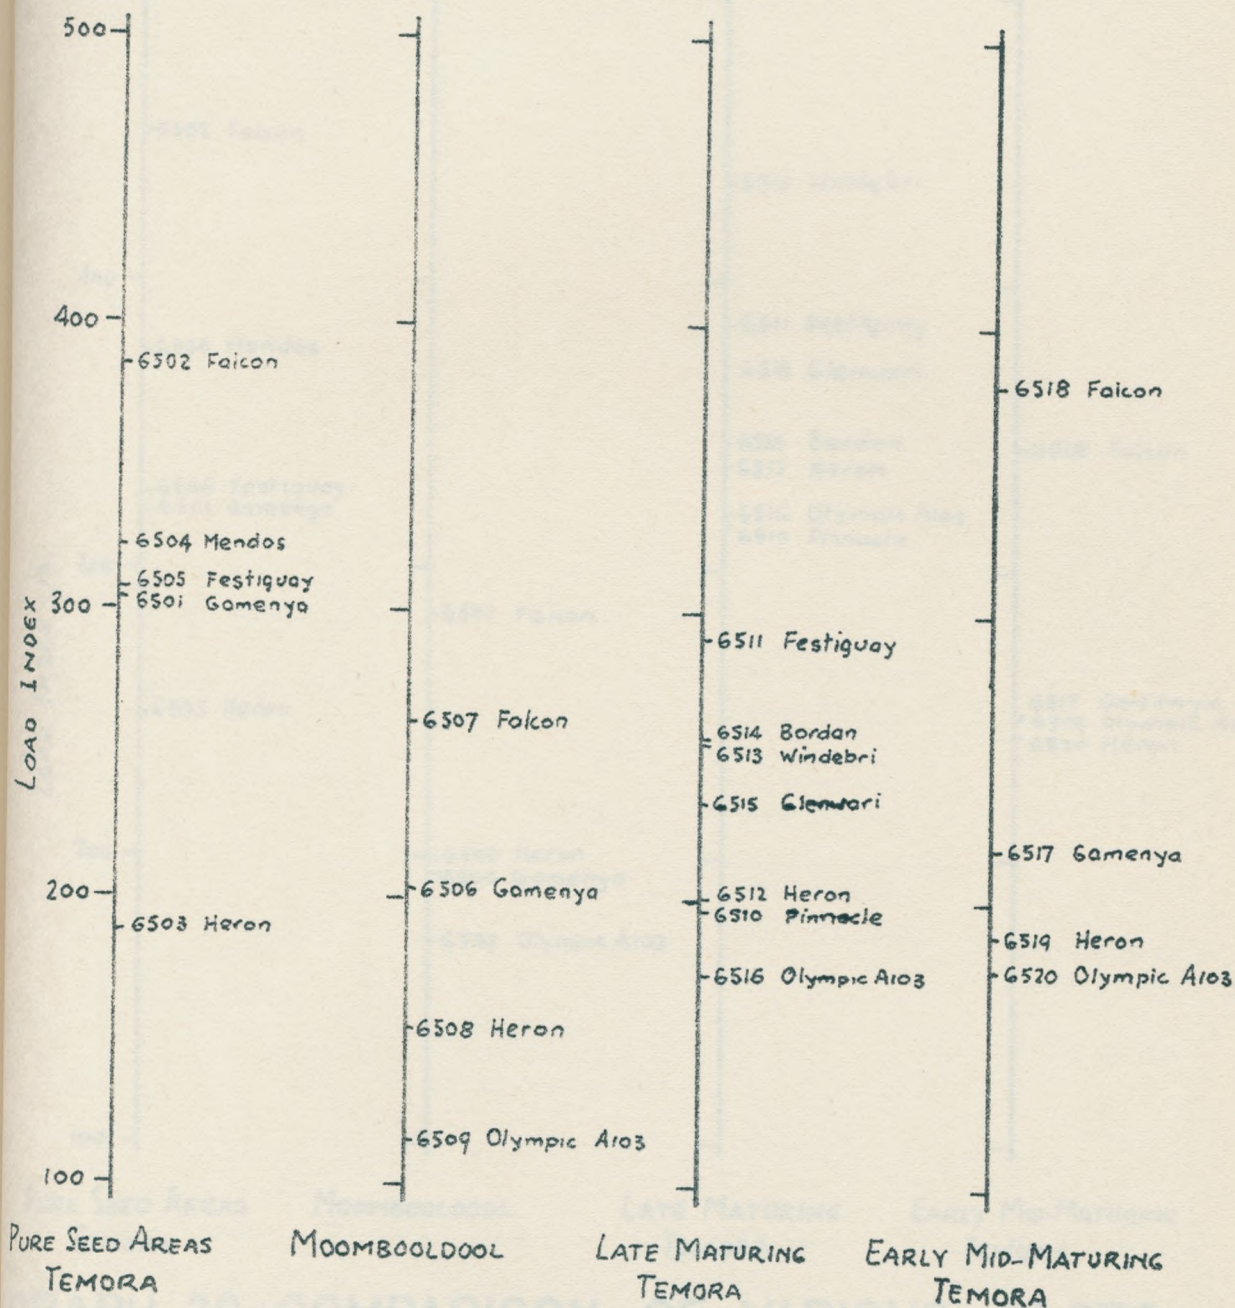 500
400
300
200
100
LOAD INDEX
6502 Falcon
6504 Mendos
6505 Festiguay
6501 Gamenya
6503 Heron
PURE SEED AREAS
TEMORA
6507 Falcon
6506 Gamenya
6508 Heron
6509 Olympic A103
MOOMBOOLDOOL
6511 Festiguay
6514 Bordan
6513 Windebri
6515 Glenwari
6512 Heron
6510 Pinnacle
6516 Olympic A103
LATE MATURING
TEMORA
6518 Falcon
6517 Gamenya
6519 Heron
6520 Olympic A103
EARLY MID-MATURING
TEMORA